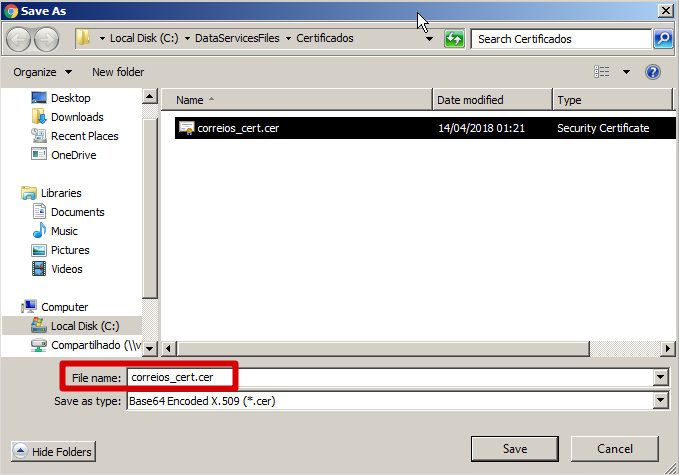 Save As
Local Disk (C:) DataServicesFiles Certificados Search Certificados
Organize New folder
Desktop
Downloads
Recent Places
OneDrive
Libraries
Documents
Music
Pictures
Videos
Computer
Local Disk (C:)
Compartilhado (\\v
Name Date modified Type
correios_cert.cer 14/04/2018 01:21 Security Certificate
File name: correios_cert.cer
Save as type: Base64 Encoded X.509 (*.cer)
Hide Folders Save Cancel